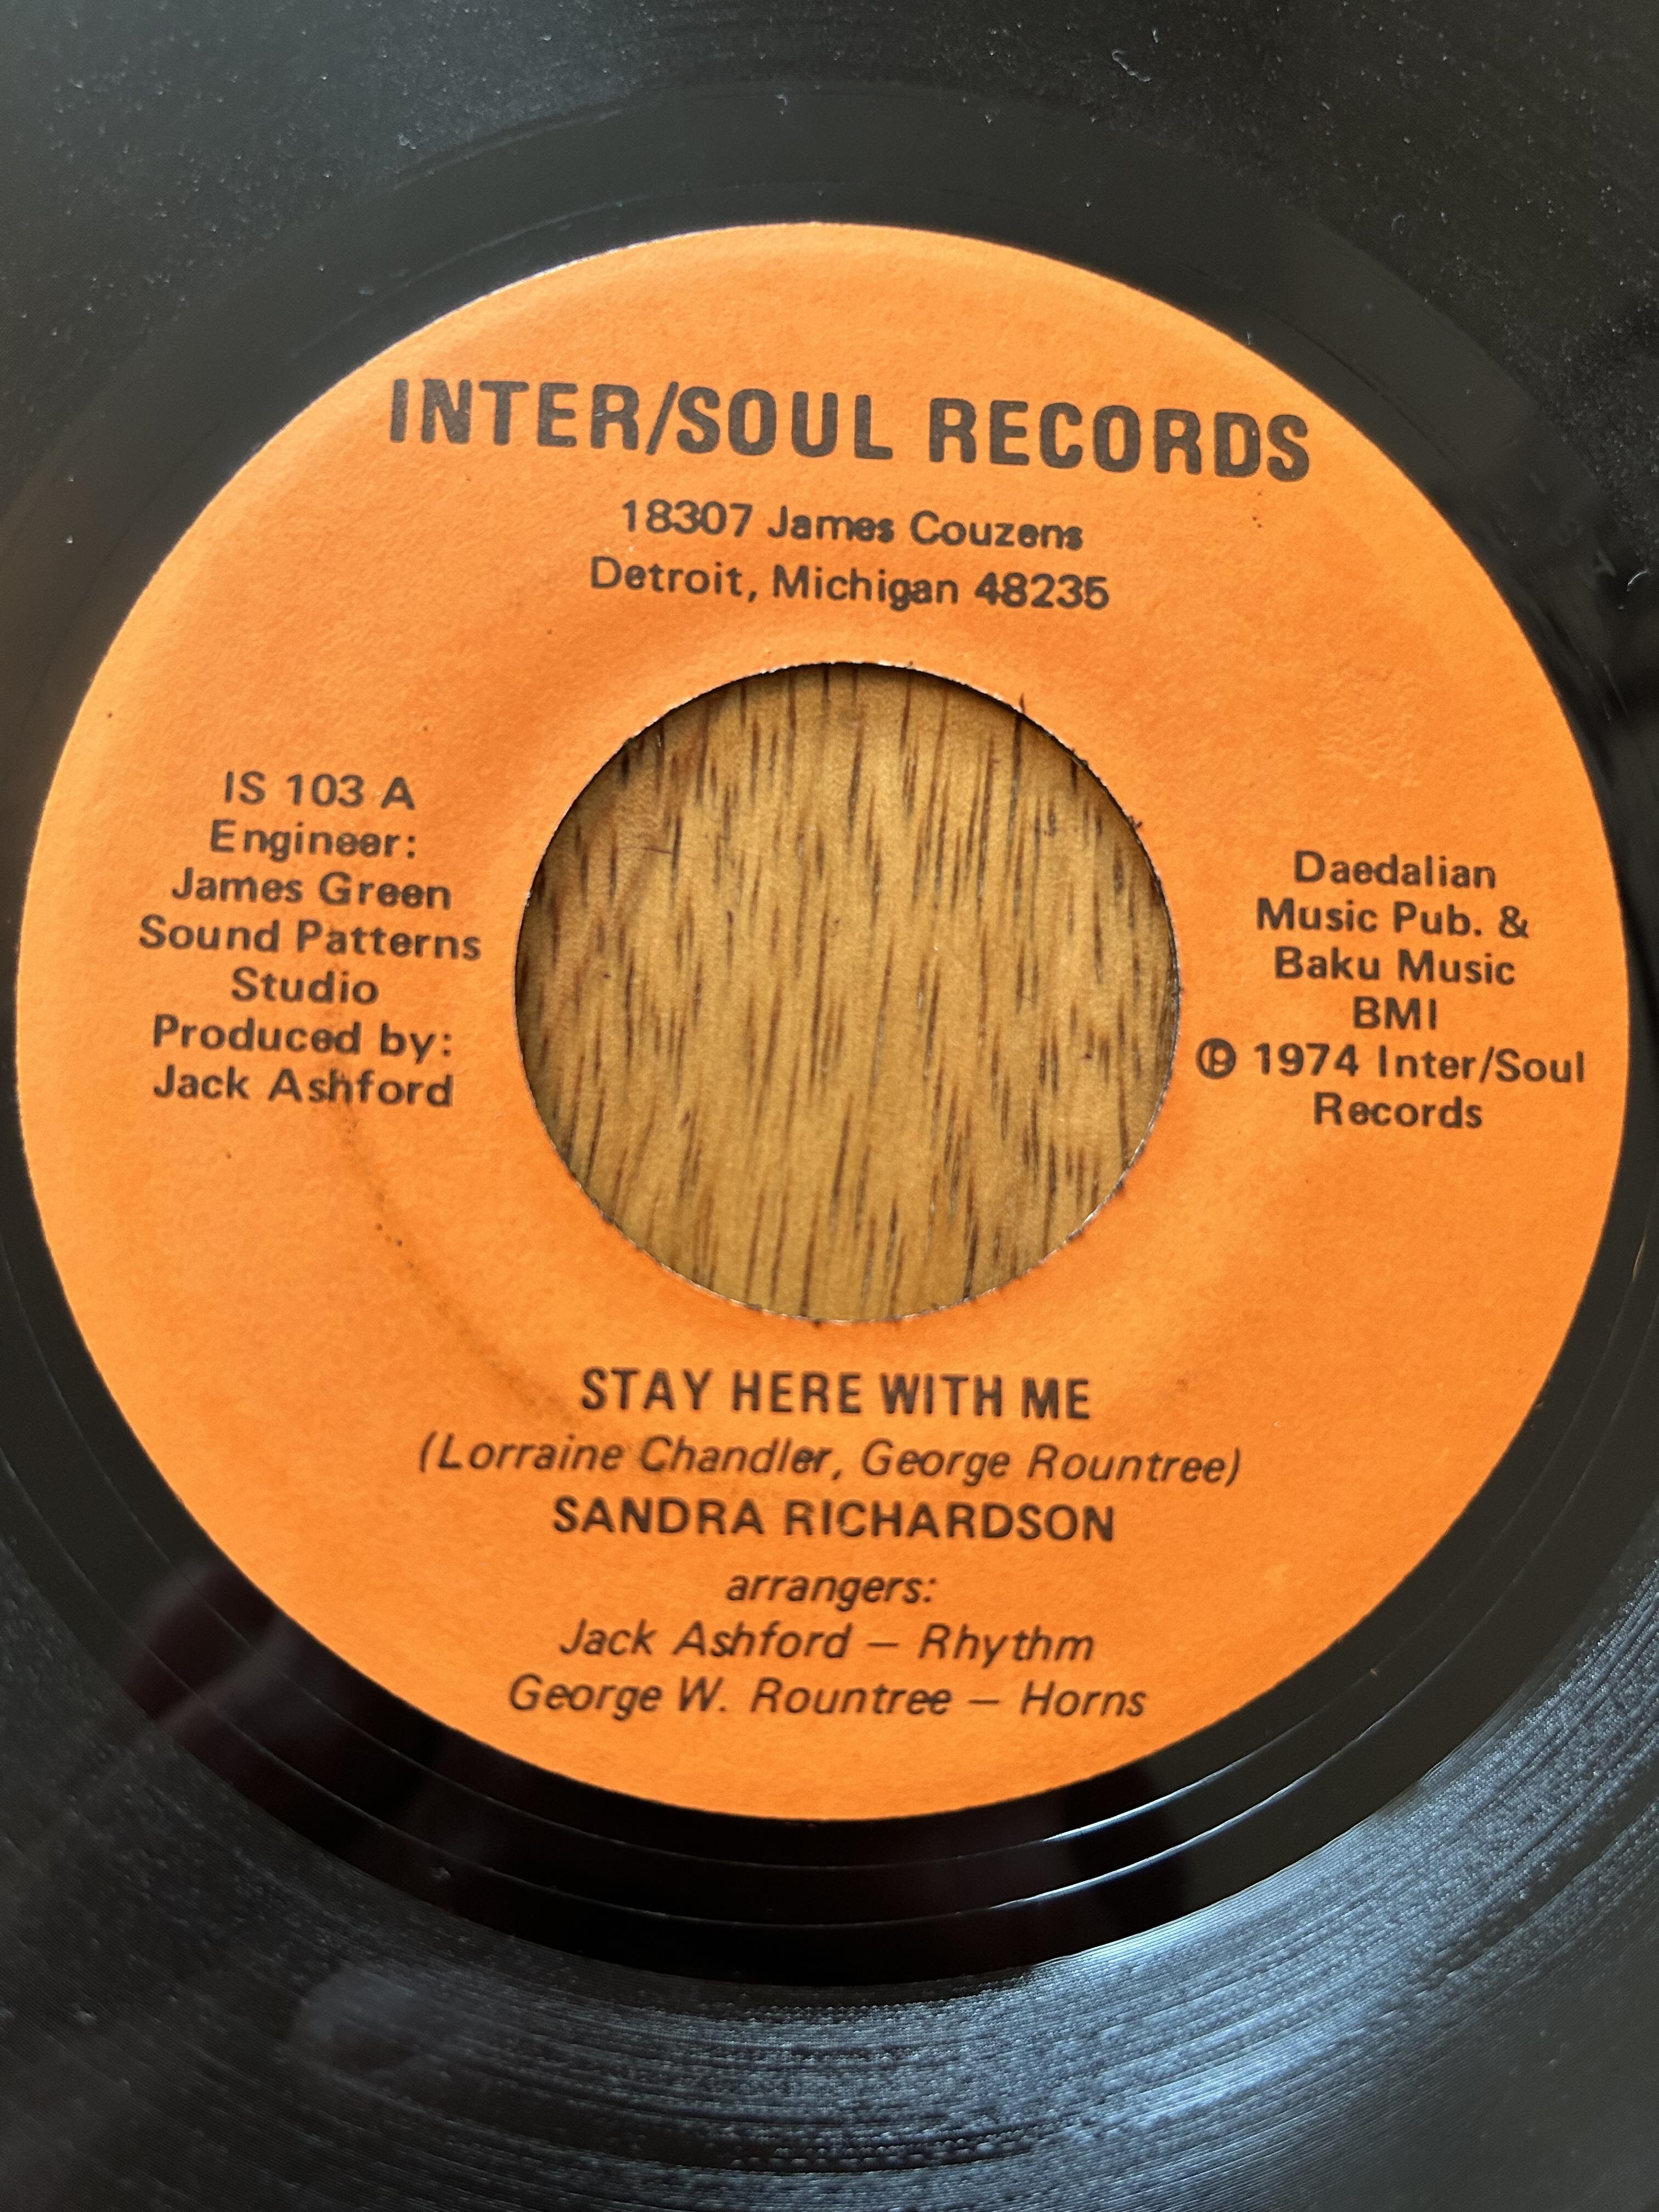 INTER/SOUL RECORDS
18307 James Couzens
Detroit, Michigan 48235
IS 103 A
Engineer:
James Green
Sound Patterns
Studio
Produced by:
Jack Ashford
Daedalian
Music Pub. &
Baku Music
BMI
℗ 1974 Inter/Soul
Records
STAY HERE WITH ME
(Lorraine Chandler, George Rountree)
SANDRA RICHARDSON
arrangers:
Jack Ashford — Rhythm
George W. Rountree — Horns